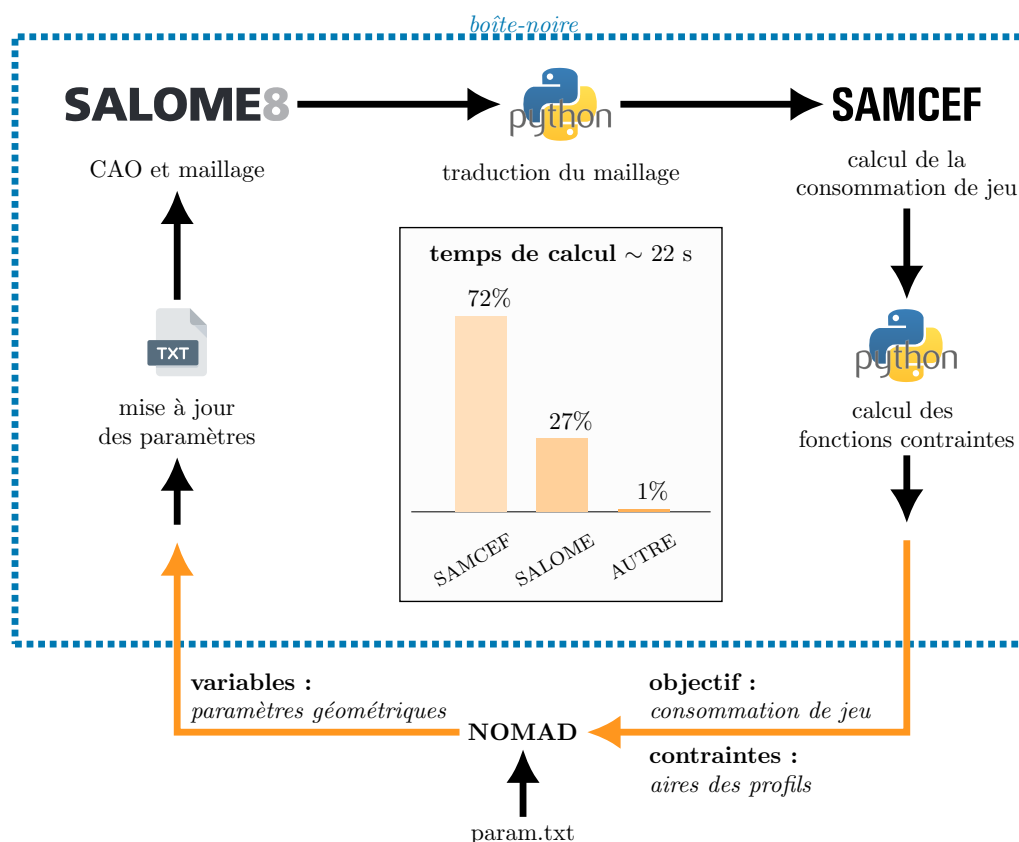 boîte-noire
SALOME8
python
SAMCEF
CAO et maillage
traduction du maillage
calcul de la
consommation de jeu
temps de calcul ~ 22 s
72%
27%
1%
SAMCEF
SALOME
AUTRE
TXT
mise à jour
des paramètres
python
calcul des
fonctions contraintes
variables :
paramètres géométriques
objectif :
consommation de jeu
NOMAD
contraintes :
aires des profils
param.txt